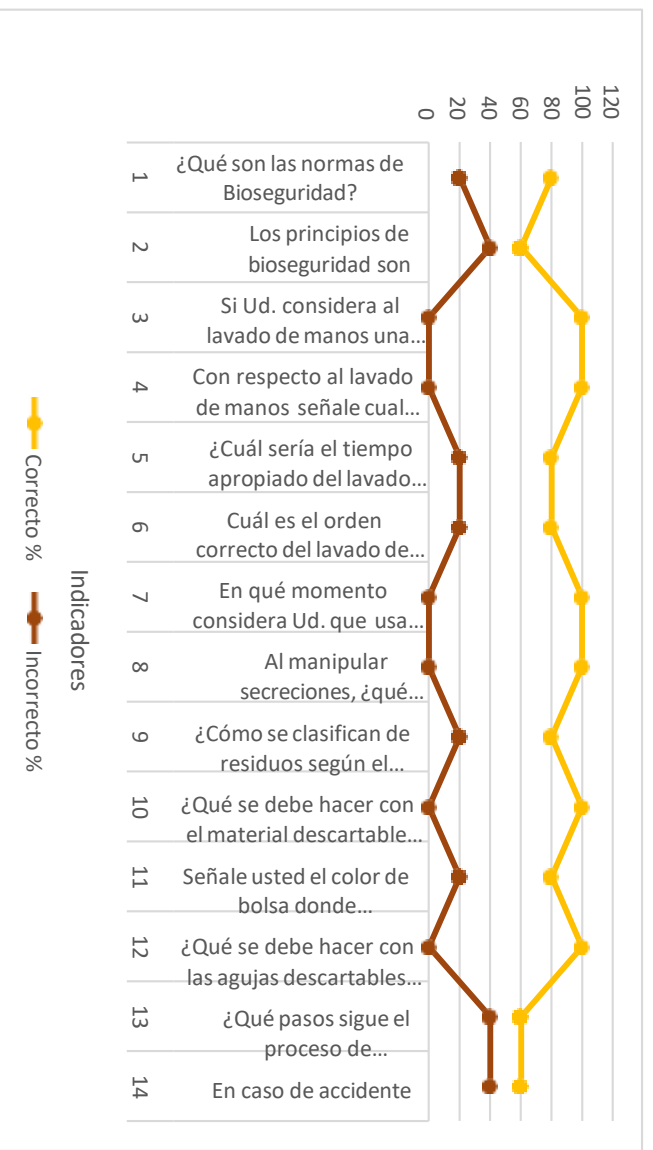 120
100
80
60
40
20
0
1
¿Qué son las normas de
Bioseguridad?
2
Los principios de
bioseguridad son
3
Si Ud. considera al
lavado de manos una...
4
Con respecto al lavado
de manos señale cual...
5
¿Cuál sería el tiempo
apropiado del lavado...
6
Cuál es el orden
correcto del lavado de...
7
En qué momento
considera Ud. que usa...
8
Al manipular
secreciones, ¿qué...
9
¿Cómo se clasifican de
residuos según el...
10
¿Qué se debe hacer con
el material descartable...
11
Señale usted el color de
bolsa donde...
12
¿Qué se debe hacer con
las agujas descartables...
13
¿Qué pasos sigue el
proceso de...
14
En caso de accidente
Indicadores
Correcto %
Incorrecto %